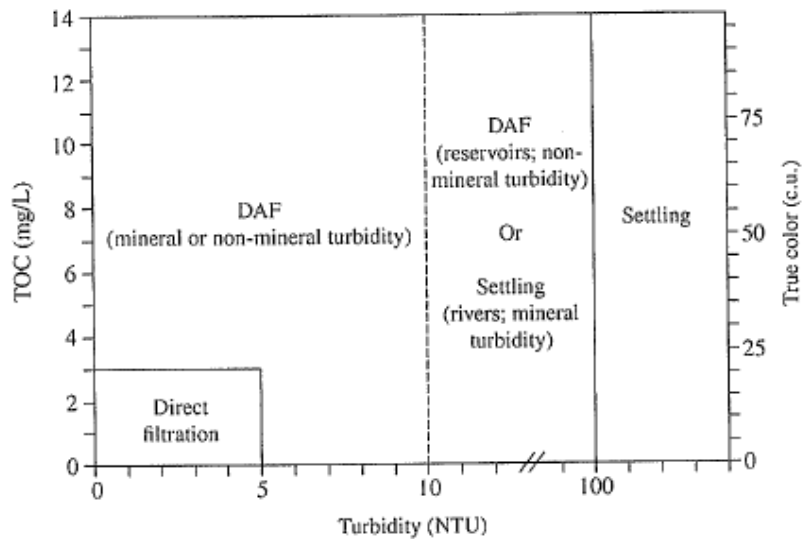 14
12
10
8
6
4
2
0
TOC (mg/L)
DAF
(mineral or non-mineral turbidity)
Direct
filtration
DAF
(reservoirs; non-
mineral turbidity)
Or
Settling
(rivers; mineral
turbidity)
Settling
75
50
25
0
True color (c.u.)
0
5
10
100
Turbidity (NTU)